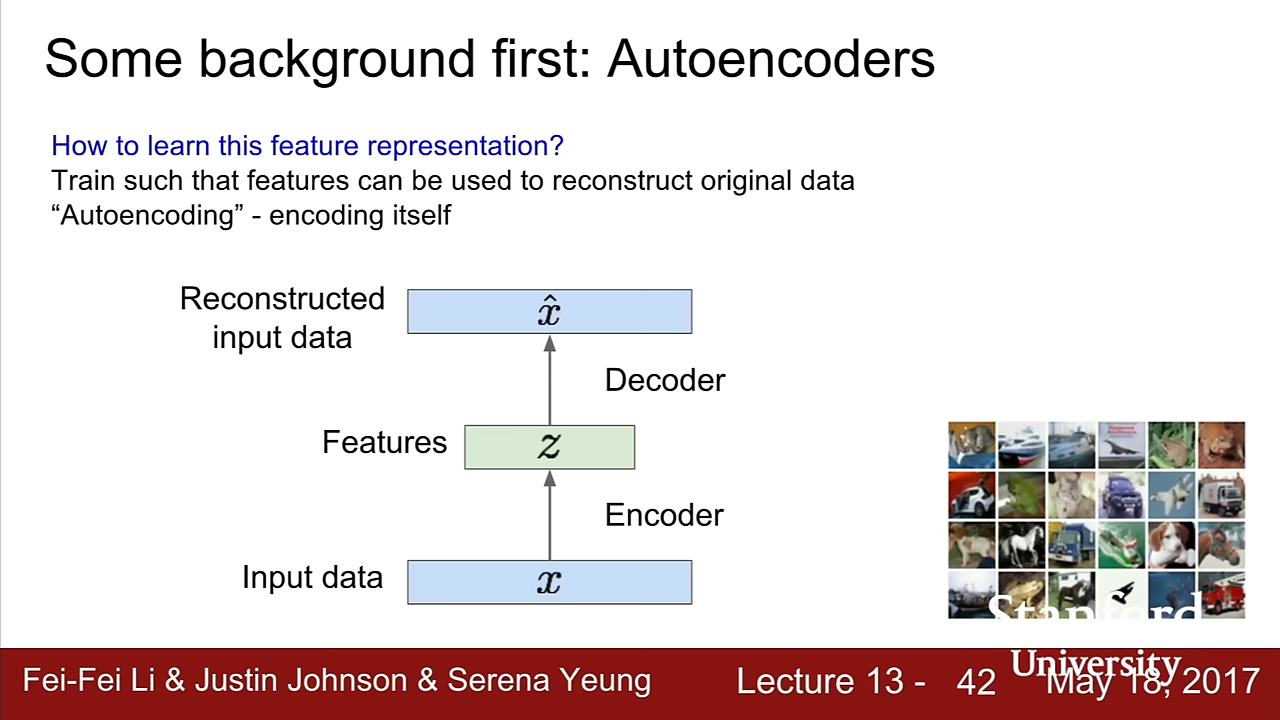 Some background first: Autoencoders
How to learn this feature representation?
Train such that features can be used to reconstruct original data
“Autoencoding” - encoding itself
Reconstructed
input data
x̂
Decoder
Features
z
Encoder
Input data
x
Stanford
University
Fei-Fei Li & Justin Johnson & Serena Yeung
Lecture 13 - 42
May 18, 2017